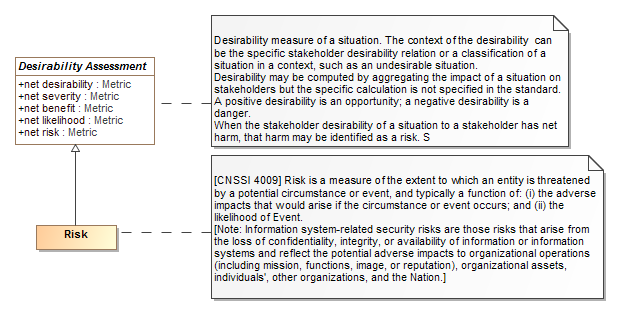 Desirability measure of a situation. The context of the desirability  can
be the specific stakeholder desirability relation or a classification of a
situation in a context, such as an undesirable situation.
Desirability may be computed by aggregating the impact of a situation on
stakeholders but the specific calculation is not specified in the standard.
A positive desirability is an opportunity; a negative desirability is a
danger.
When the stakeholder desirability of a situation to a stakeholder has net
harm, that harm may be identified as a risk. S
Desirability Assessment
+net desirability : Metric
+net severity : Metric
+net benefit : Metric
+net likelihood : Metric
+net risk : Metric
[CNSSI 4009] Risk is a measure of the extent to which an entity is threatened
by a potential circumstance or event, and typically a function of: (i) the adverse
impacts that would arise if the circumstance or event occurs; and (ii) the
likelihood of Event.
[Note: Information system-related security risks are those risks that arise from
the loss of confidentiality, integrity, or availability of information or information
systems and reflect the potential adverse impacts to organizational operations
(including mission, functions, image, or reputation), organizational assets,
individuals', other organizations, and the Nation.]
Risk